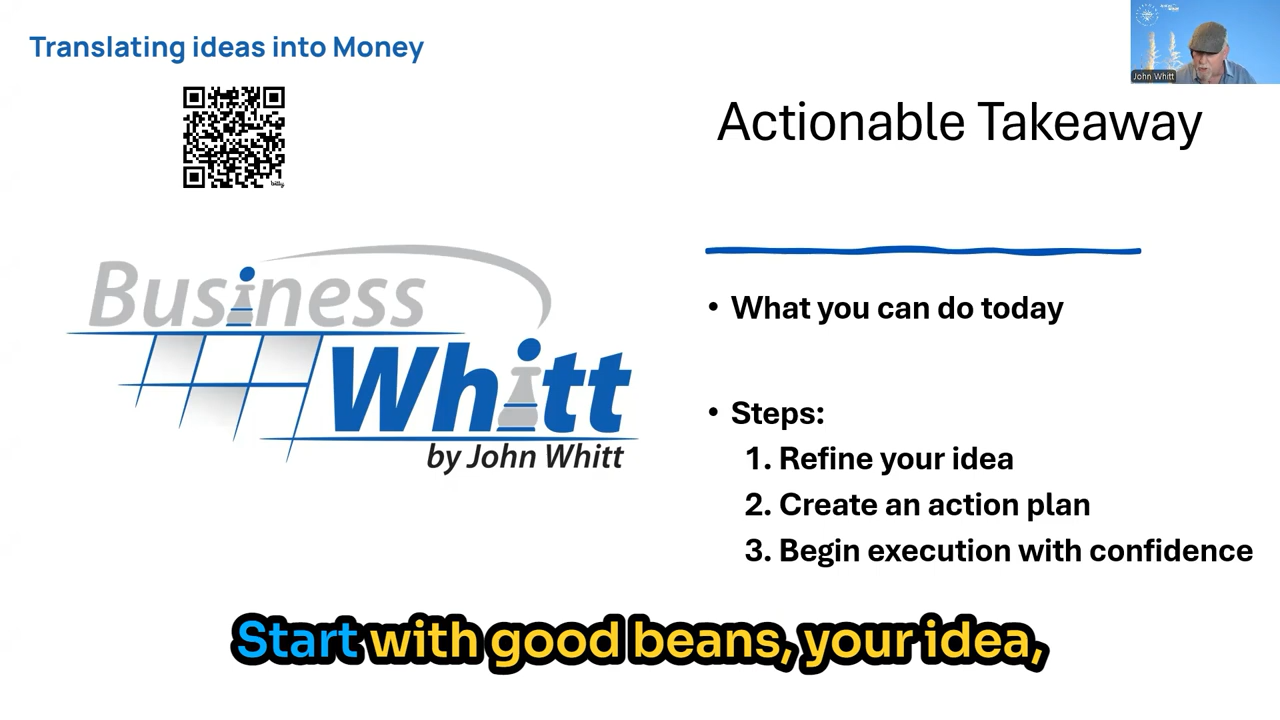 Translating ideas into Money
John Whitt
Actionable Takeaway
bitly
Business
Whitt
by John Whitt
• What you can do today
• Steps:
1. Refine your idea
2. Create an action plan
3. Begin execution with confidence
Start with good beans, your idea,